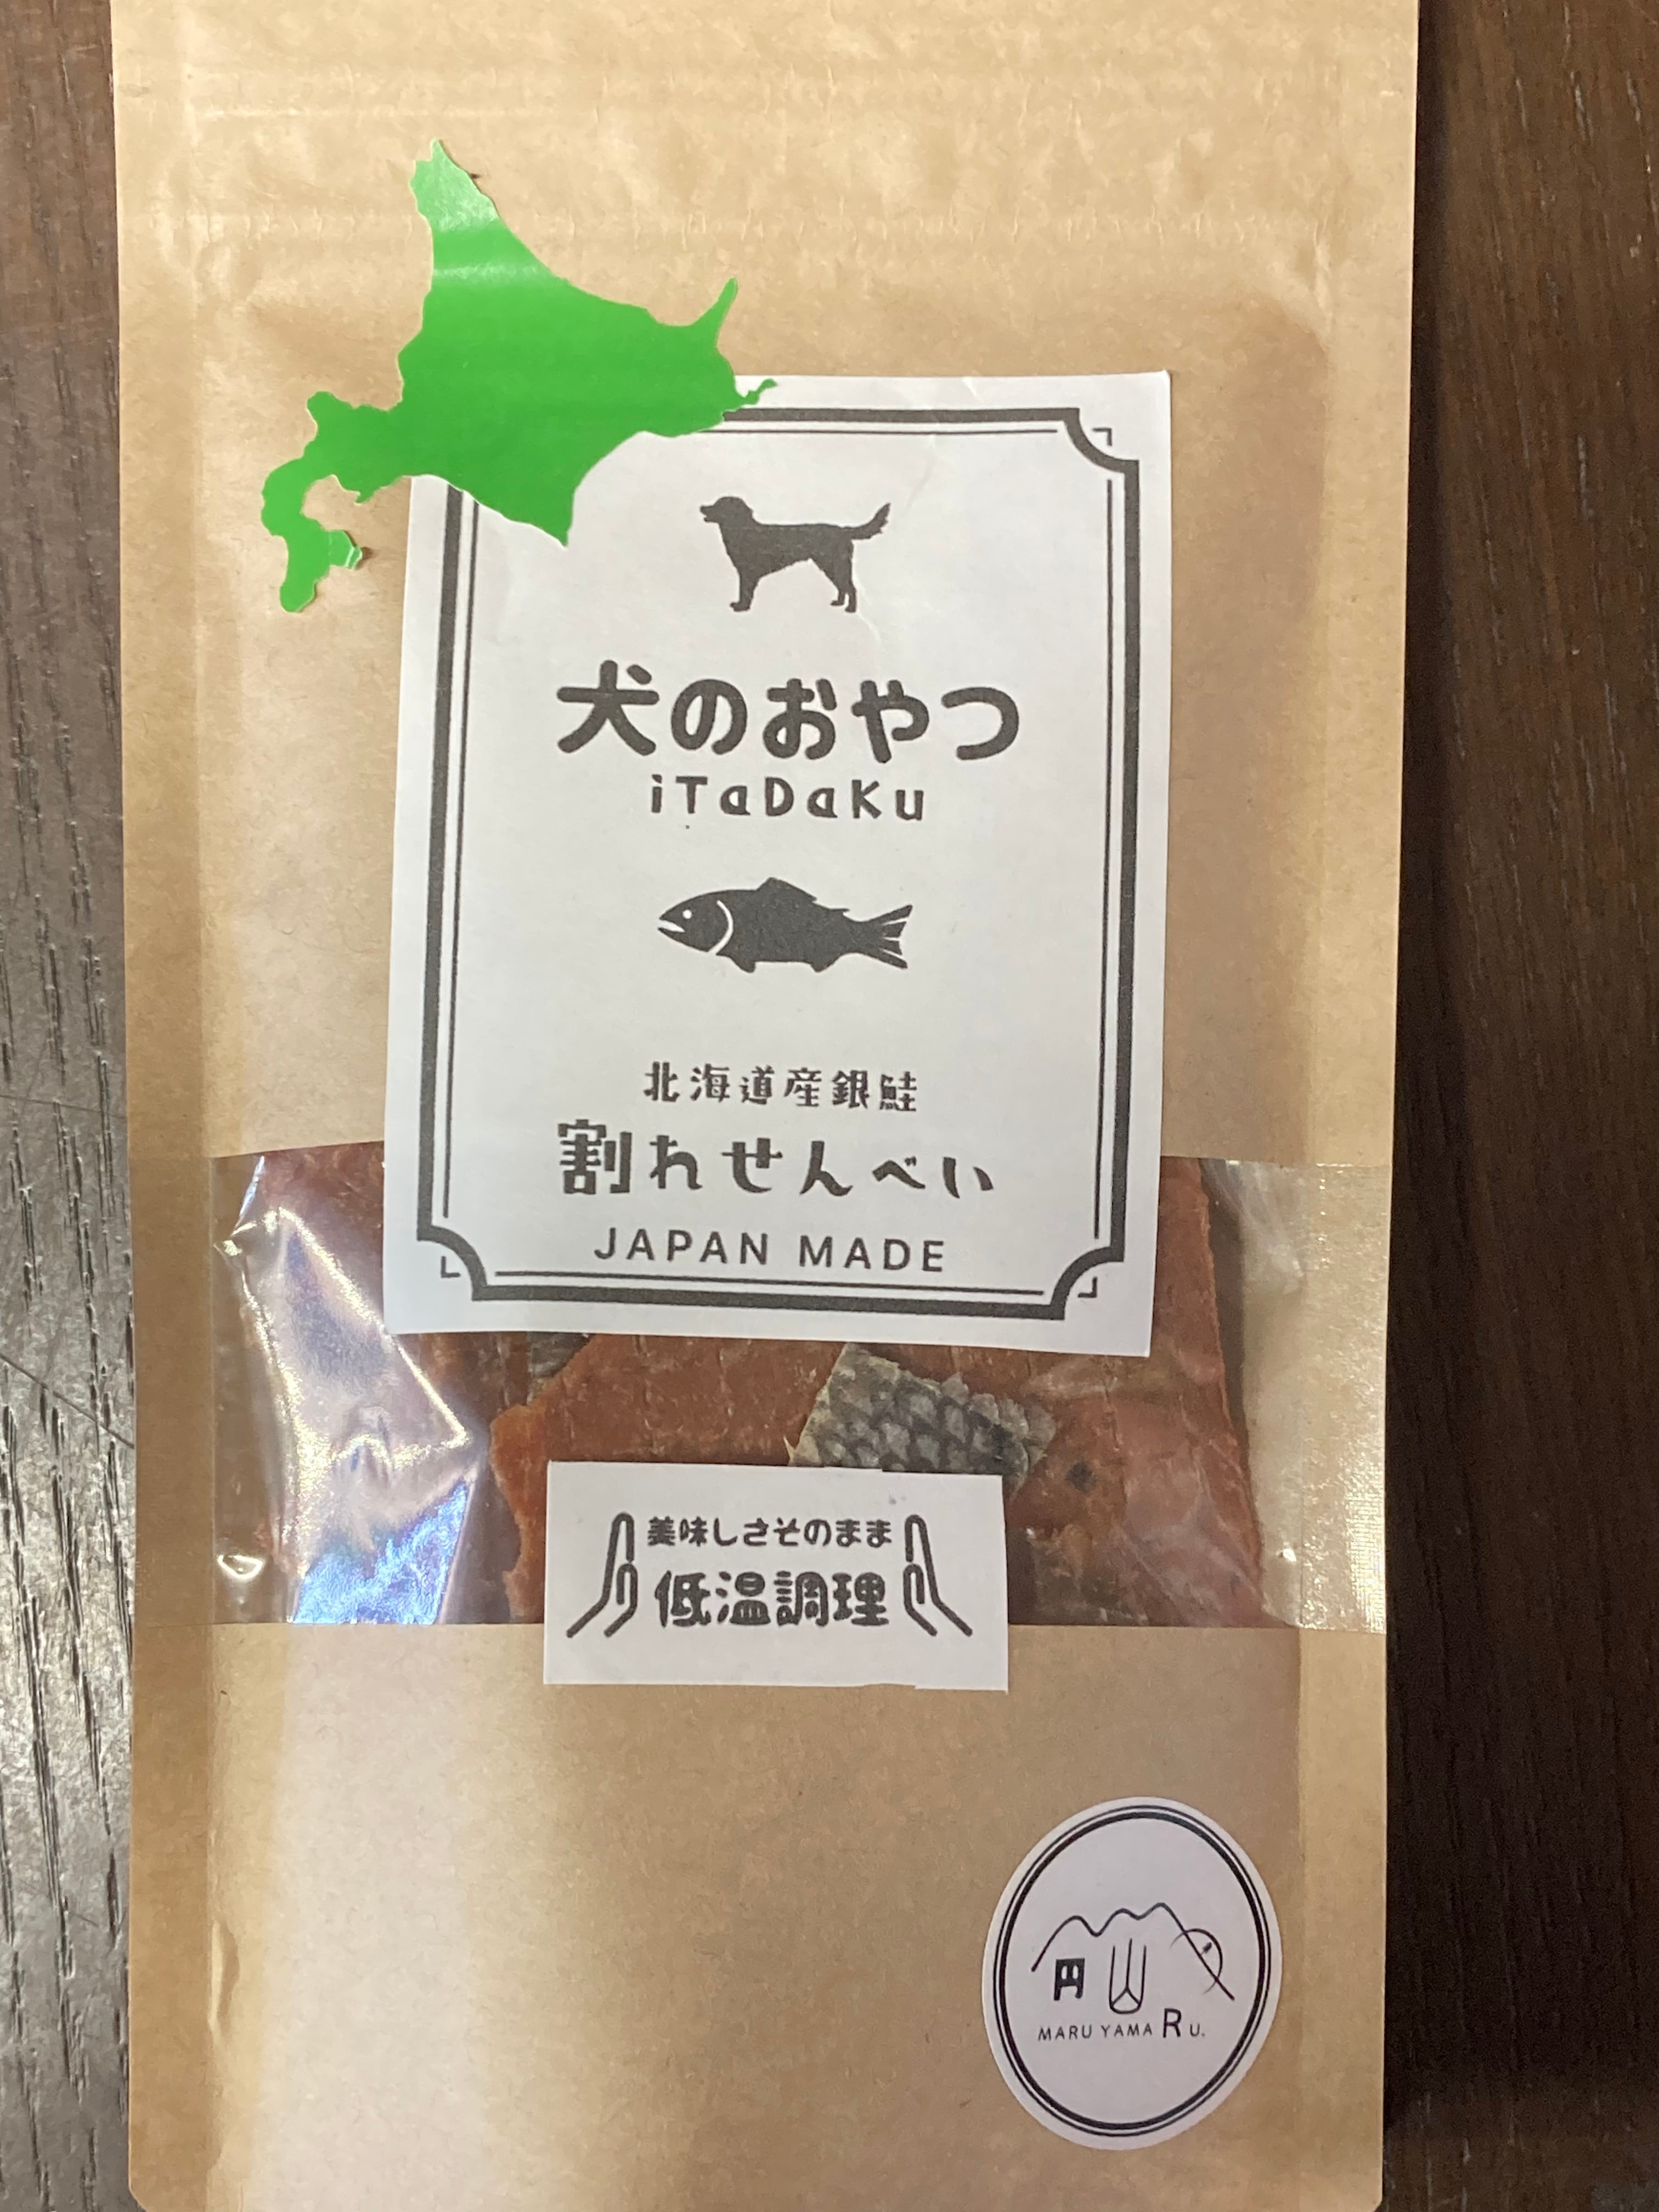 犬のおやつ
iTaDaKu
北海道産銀鮭
割れせんべい
JAPAN MADE
美味しさそのまま
低温調理
円山
MARU YAMA RU.